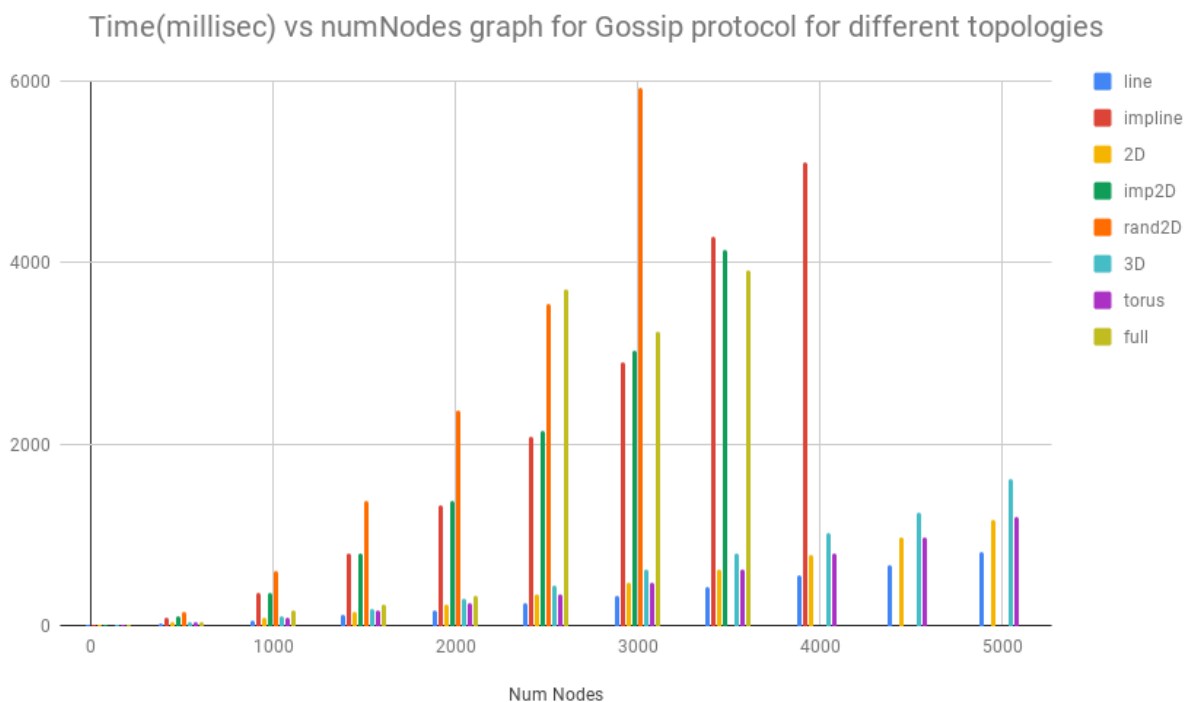 Time(millisec) vs numNodes graph for Gossip protocol for different topologies
6000
4000
2000
0
0
1000
2000
3000
4000
5000
Num Nodes
line
impline
2D
imp2D
rand2D
3D
torus
full